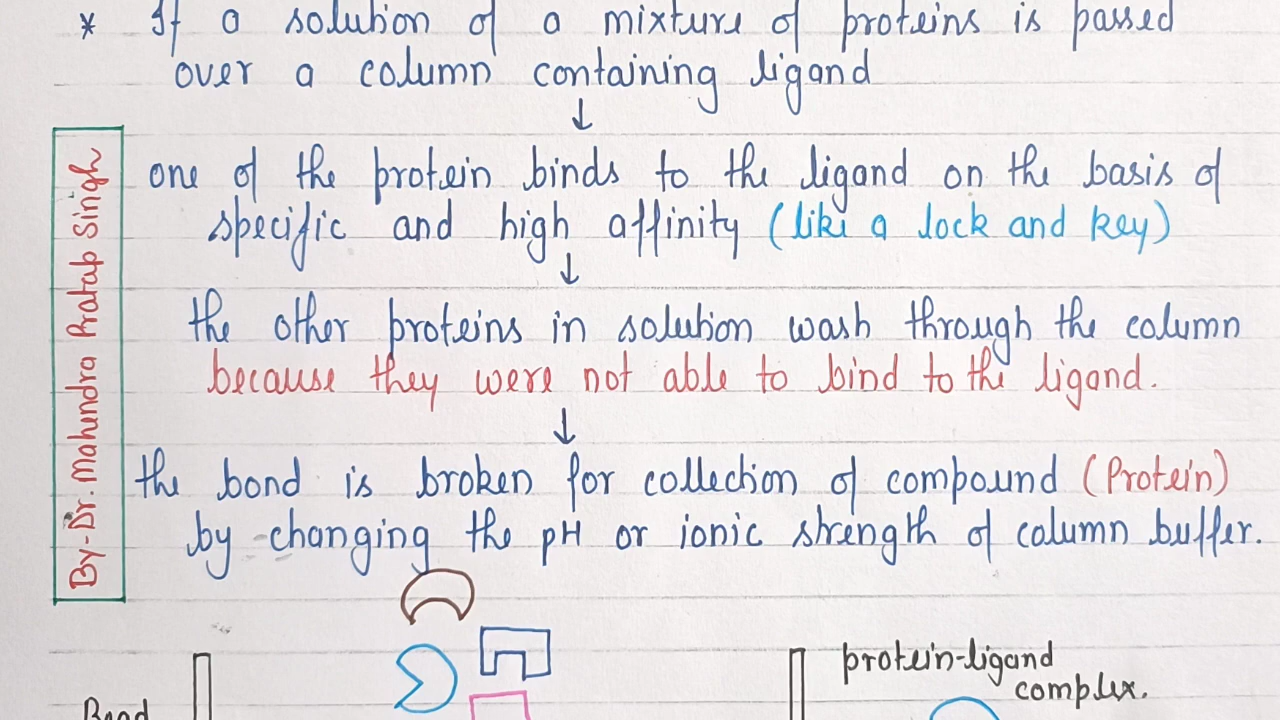 * If a solution of a mixture of proteins is passed
over a column containing ligand
↓
one of the protein binds to the ligand on the basis of
specific and high affinity (like a lock and key)
↓
the other proteins in solution wash through the column
because they were not able to bind to the ligand.
↓
the bond is broken for collection of compound (Protein)
by changing the pH or ionic strength of column buffer.
By-Dr. Mahendra Pratap Singh
protein-ligand
complex.
Bead